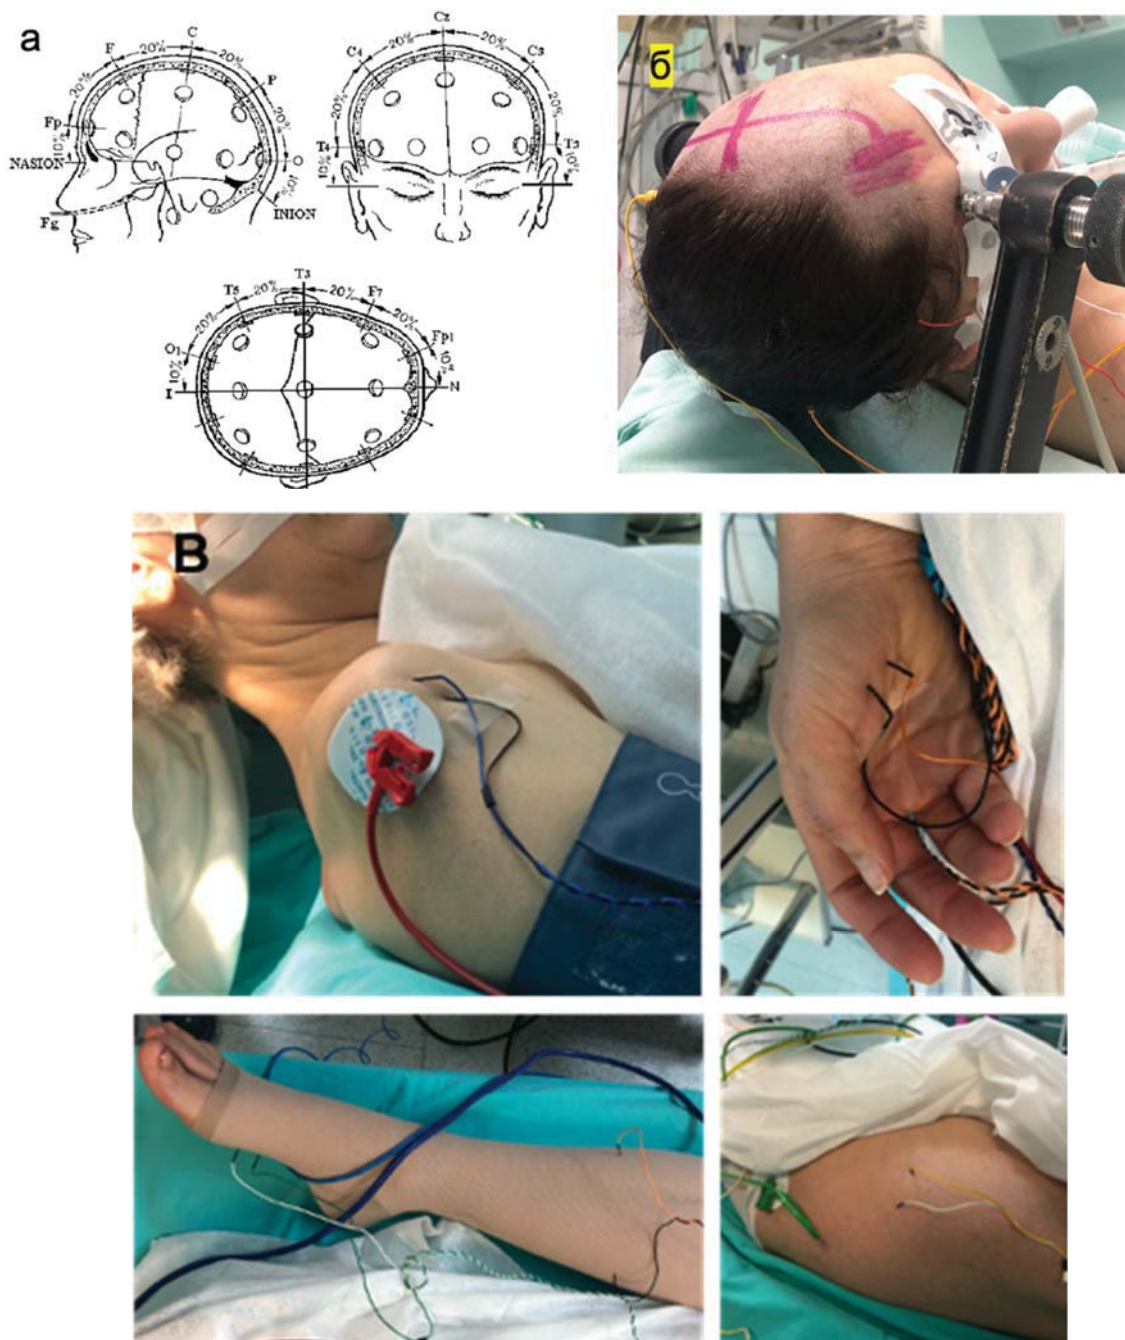 а
C
F 20% 20%
20% P
Fp 20%
10%
NASION O
10%
Fg INION
Cz
C4 20% 20% C3
20% 20%
T4 T3
10% 10%
б
T3
T5 20% 20% F7
20% 20%
O1 Fp1
10% 10%
I N
В